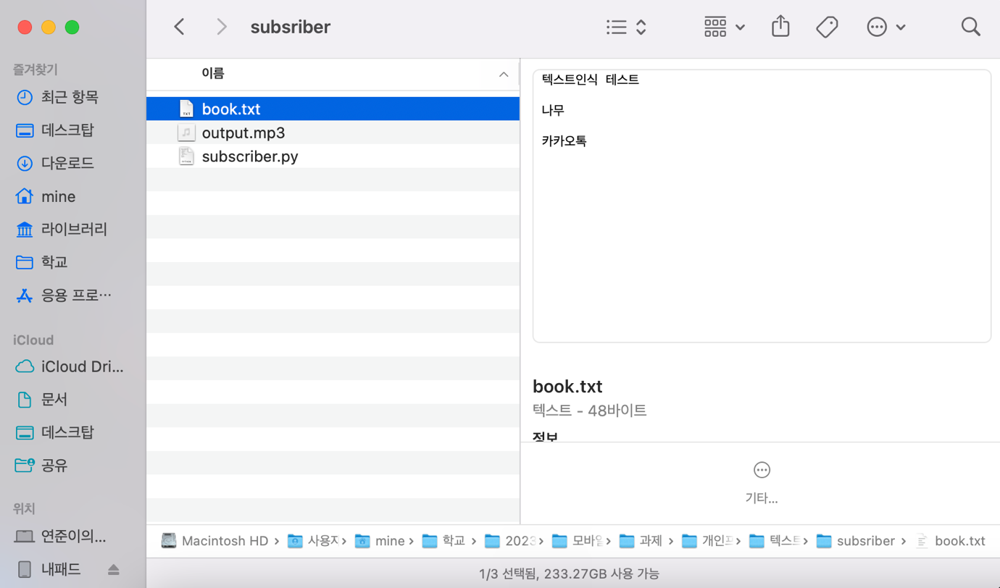 subsriber
즐겨찾기
최근 항목
데스크탑
다운로드
mine
라이브러리
학교
응용 프로…
iCloud
iCloud Dri...
문서
데스크탑
공유
위치
연준이의...
내패드
이름
book.txt
output.mp3
subscriber.py
텍스트인식 테스트
나무
카카오톡
book.txt
텍스트 - 48바이트
정보
기타...
Macintosh HD › 사용자 › mine › 학교 › 2023 › 모바일 › 과제 › 개인 › 텍스트 › subsriber › book.txt
1/3 선택됨, 233.27GB 사용 가능